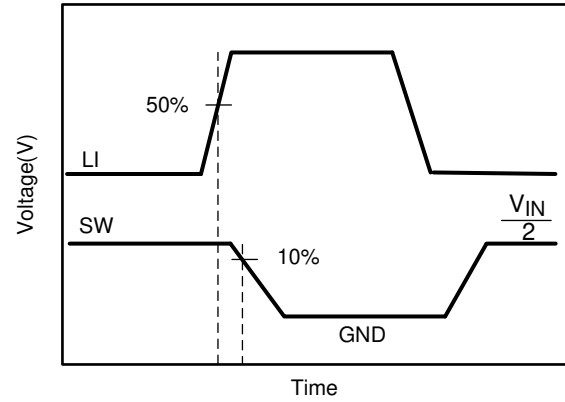 50%
LI
SW
V_IN
2
10%
GND
Voltage(V)
Time